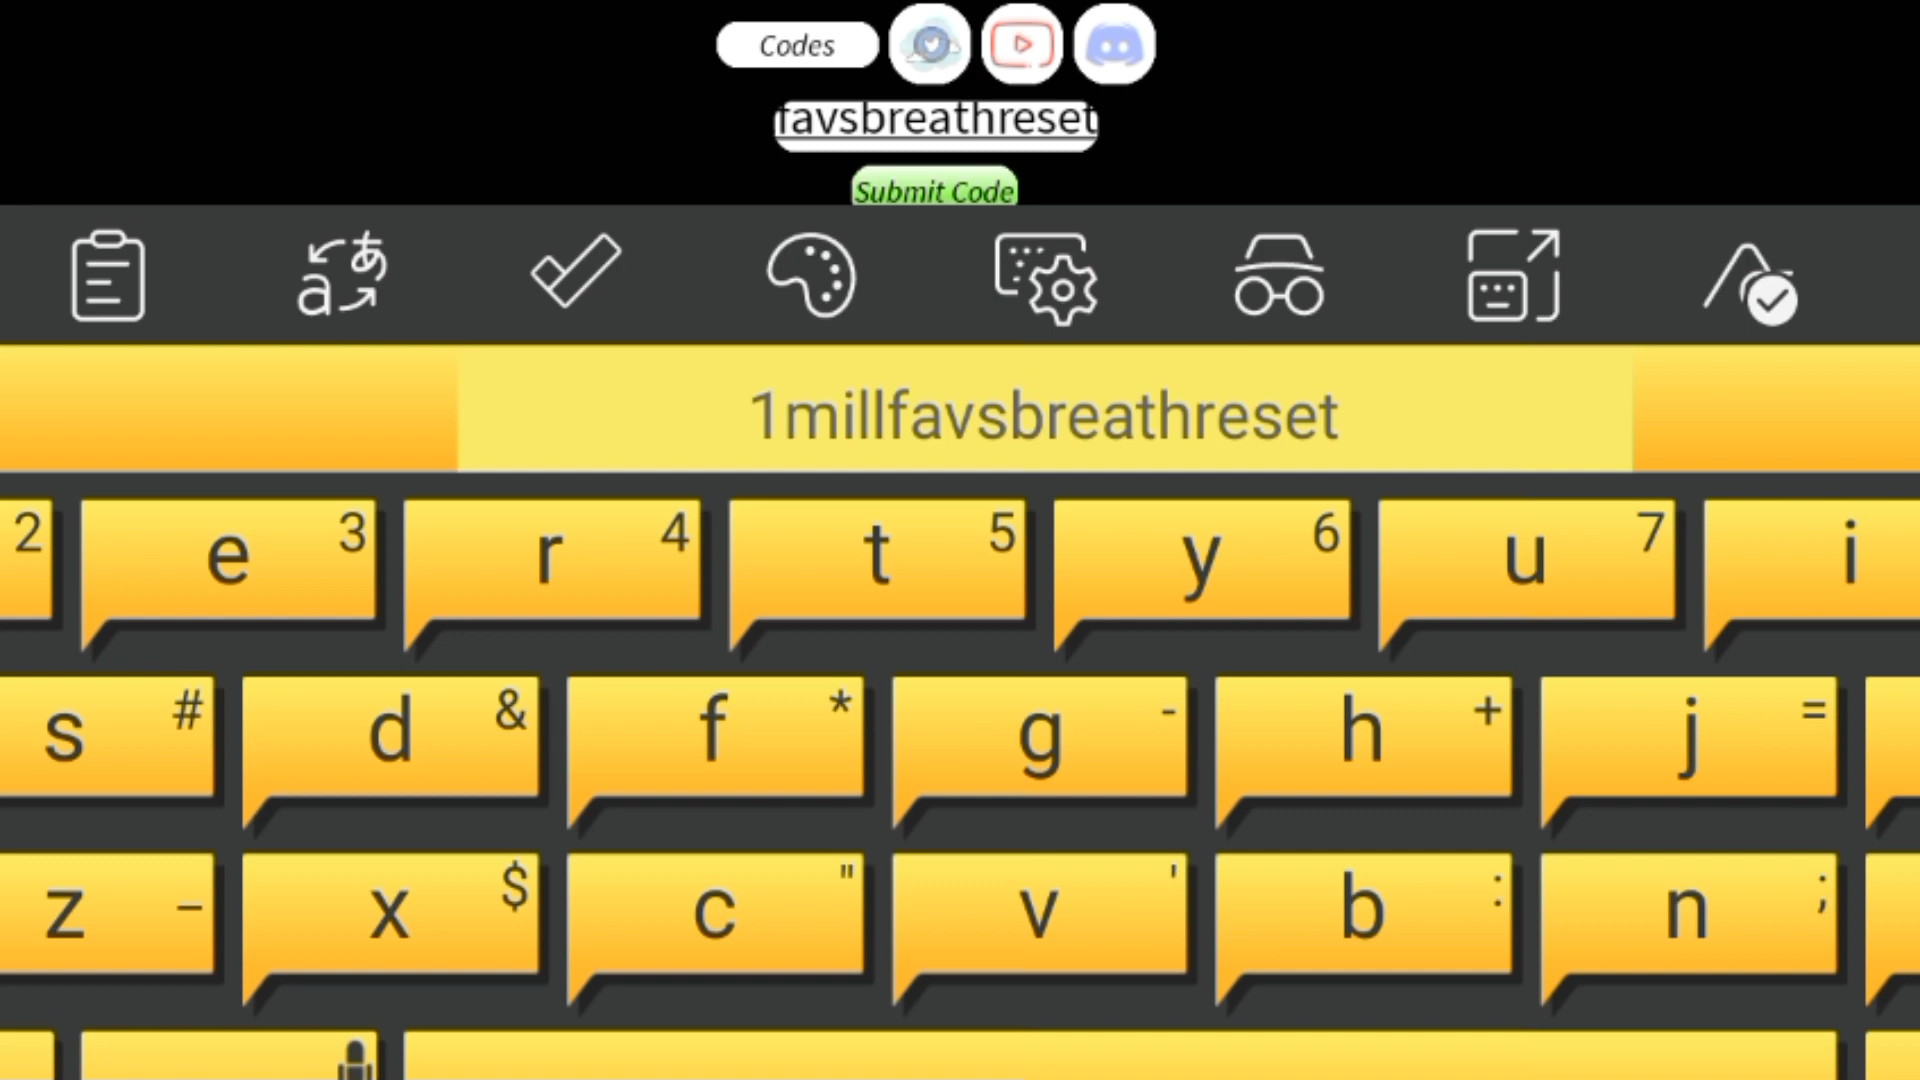 Codes
favsbreathreset
Submit Code
a あ
1millfavsbreathreset
2 e 3 r 4 t 5 y 6 u 7 i
s # d & f * g - h + j =
z _ x $ c " v ' b : n ;